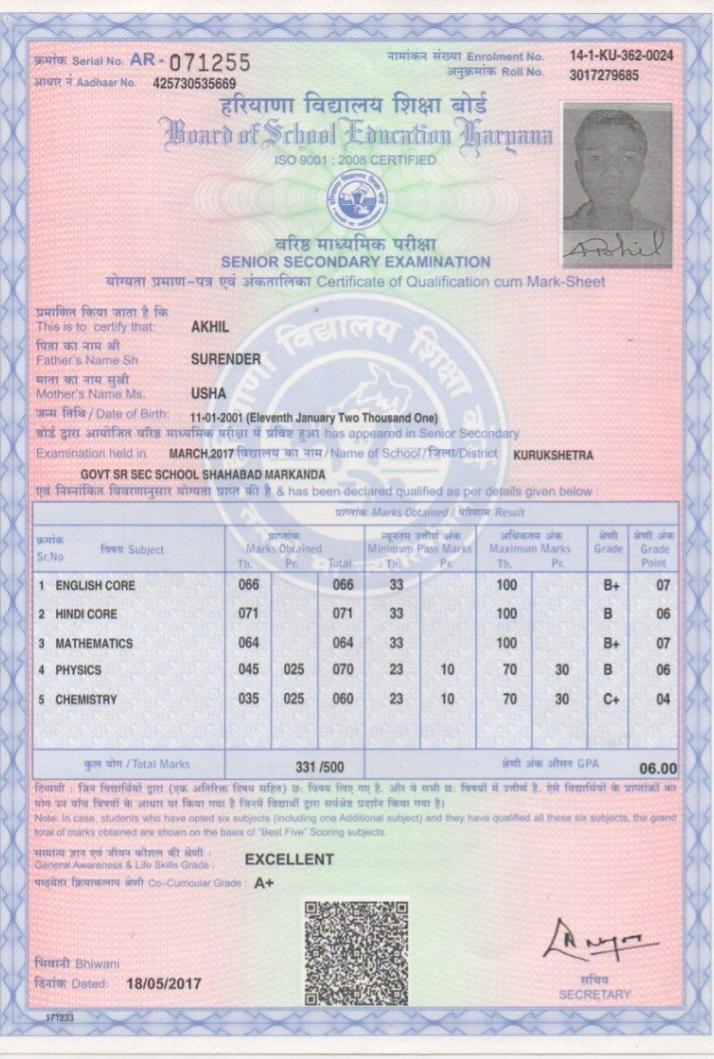 क्रमांक Serial No. AR - 071255
नामांकन संख्या Enrolment No. 14-1-KU-362-0024
आधार नं Aadhaar No. 425730535669
अनुक्रमांक Roll No. 3017279685
हरियाणा विद्यालय शिक्षा बोर्ड
Board of School Education Haryana
ISO 9001 : 2008 CERTIFIED
वरिष्ठ माध्यमिक परीक्षा
SENIOR SECONDARY EXAMINATION
योग्यता प्रमाण-पत्र एवं अंकतालिका Certificate of Qualification cum Mark-Sheet
Akhil
प्रमाणित किया जाता है कि
This is to certify that: AKHIL
पिता का नाम श्री
Father's Name Sh SURENDER
माता का नाम सुश्री
Mother's Name Ms. USHA
जन्म तिथि / Date of Birth: 11-01-2001 (Eleventh January Two Thousand One)
बोर्ड द्वारा आयोजित वरिष्ठ माध्यमिक परीक्षा में प्रविष्ट हुआ has appeared in Senior Secondary
Examination held in MARCH,2017 विद्यालय का नाम / Name of School / जिला/District KURUKSHETRA
GOVT SR SEC SCHOOL SHAHABAD MARKANDA
एवं निम्नांकित विवरणानुसार योग्यता प्राप्त की है & has been declared qualified as per details given below :
प्राप्तांक Marks Obtained / परिणाम Result
क्रमांक विषय Subject प्राप्तांक न्यूनतम उत्तीर्ण अंक अधिकतम अंक श्रेणी श्रेणी अंक
Sr.No Marks Obtained Minimum Pass Marks Maximum Marks Grade Grade Point
Th. Pr. Total Th. Pr. Th. Pr.
1 ENGLISH CORE 066 066 33 100 B+ 07
2 HINDI CORE 071 071 33 100 B 06
3 MATHEMATICS 064 064 33 100 B+ 07
4 PHYSICS 045 025 070 23 10 70 30 B 06
5 CHEMISTRY 035 025 060 23 10 70 30 C+ 04
कुल योग / Total Marks 331 /500 श्रेणी अंक औसत GPA 06.00
टिप्पणी : जिन विद्यार्थियों द्वारा (एक अतिरिक्त विषय सहित) छ: विषय लिए गए है. और वे सभी छ: विषयों में उत्तीर्ण है. ऐसे विद्यार्थियों के प्राप्तांकों का
योग उन पाँच विषयों के आधार पर किया गया है जिनमें विद्यार्थी द्वारा सर्वश्रेष्ठ प्रदर्शन किया गया है।
Note: In case, students who have opted six subjects (including one Additional subject) and they have qualified all these six subjects, the grand
total of marks obtained are shown on the basis of "Best Five" Scoring subjects.
सामान्य ज्ञान एवं जीवन कौशल की श्रेणी :
General Awareness & Life Skills Grade : EXCELLENT
पाठ्येतर क्रियाकलाप श्रेणी Co-Curricular Grade : A+
भिवानी Bhiwani
दिनांक Dated: 18/05/2017
सचिव
SECRETARY
171233